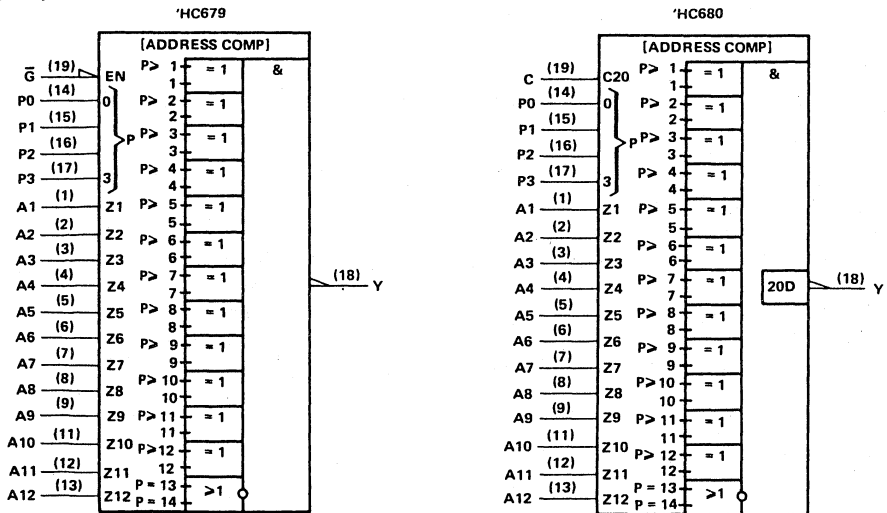 'HC679
[ADDRESS COMP]
G̅ (19) EN
P0 (14) 0
P1 (15)
P2 (16)
P3 (17) 3
P
A1 (1) Z1
A2 (2) Z2
A3 (3) Z3
A4 (4) Z4
A5 (5) Z5
A6 (6) Z6
A7 (7) Z7
A8 (8) Z8
A9 (9) Z9
A10 (11) Z10
A11 (12) Z11
A12 (13) Z12
P≥ 1 = 1
1
P≥ 2 = 1
2
P≥ 3 = 1
3
P≥ 4 = 1
4
P≥ 5 = 1
5
P≥ 6 = 1
6
P≥ 7 = 1
7
P≥ 8 = 1
8
P≥ 9 = 1
9
P≥ 10 = 1
10
P≥ 11 = 1
11
P≥ 12 = 1
12
P = 13 ≥1
P = 14
&
(18) Y
'HC680
[ADDRESS COMP]
C (19) C20
P0 (14) 0
P1 (15)
P2 (16)
P3 (17) 3
P
A1 (1) Z1
A2 (2) Z2
A3 (3) Z3
A4 (4) Z4
A5 (5) Z5
A6 (6) Z6
A7 (7) Z7
A8 (8) Z8
A9 (9) Z9
A10 (11) Z10
A11 (12) Z11
A12 (13) Z12
P≥ 1 = 1
1
P≥ 2 = 1
2
P≥ 3 = 1
3
P≥ 4 = 1
4
P≥ 5 = 1
5
P≥ 6 = 1
6
P≥ 7 = 1
7
P≥ 8 = 1
8
P≥ 9 = 1
9
P≥ 10 = 1
10
P≥ 11 = 1
11
P≥ 12 = 1
12
P = 13 ≥1
P = 14
&
20D
(18) Y